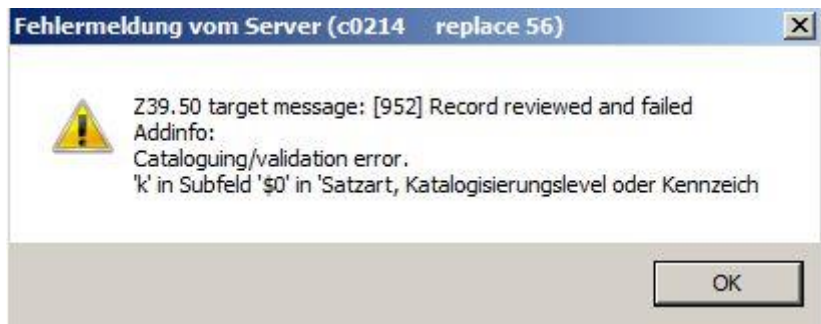 Fehlermeldung vom Server (c0214 replace 56)
Z39.50 target message: [952] Record reviewed and failed
Addinfo:
Cataloguing/validation error.
'k' in Subfeld '$0' in 'Satzart, Katalogisierungslevel oder Kennzeich
OK